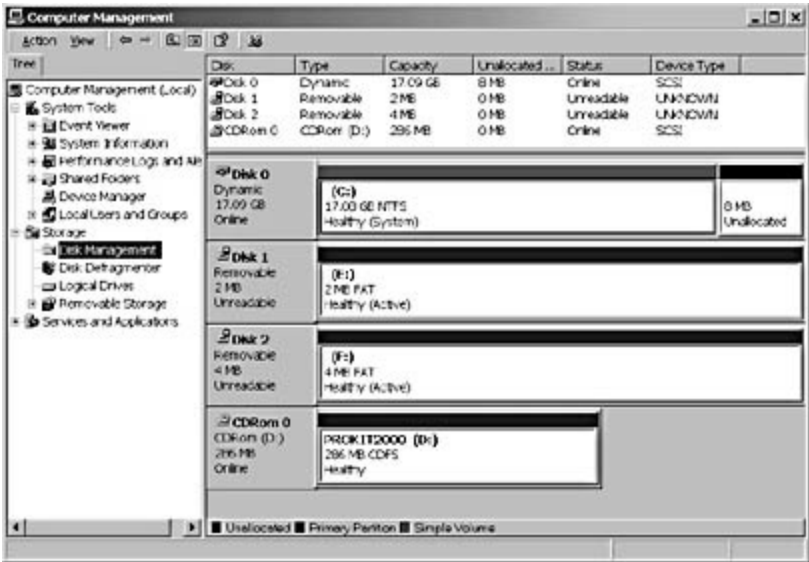 Computer Management
Action View
Tree
Computer Management (Local)
System Tools
Event Viewer
System Information
Performance Logs and Ale
Shared Folders
Device Manager
Local Users and Groups
Storage
Disk Management
Disk Defragmenter
Logical Drives
Removable Storage
Services and Applications
Disk Type Capacity Unallocated ... Status Device Type
Disk 0 Dynamic 17.09 GB 8 MB Online SCSI
Disk 1 Removable 2 MB 0 MB Unreadable UNKNOWN
Disk 2 Removable 4 MB 0 MB Unreadable UNKNOWN
CDRom 0 CDRom (D:) 286 MB 0 MB Online SCSI
Disk 0
Dynamic
17.09 GB
Online
(C:)
17.08 GB NTFS
Healthy (System)
8 MB
Unallocated
Disk 1
Removable
2 MB
Unreadable
2 MB FAT
Healthy (Active)
Disk 2
Removable
4 MB
Unreadable
(F:)
4 MB FAT
Healthy (Active)
CDRom 0
CDRom (D:)
286 MB
Online
PROKIT2000 (D:)
286 MB CDFS
Healthy
Unallocated Primary Partition Simple Volume